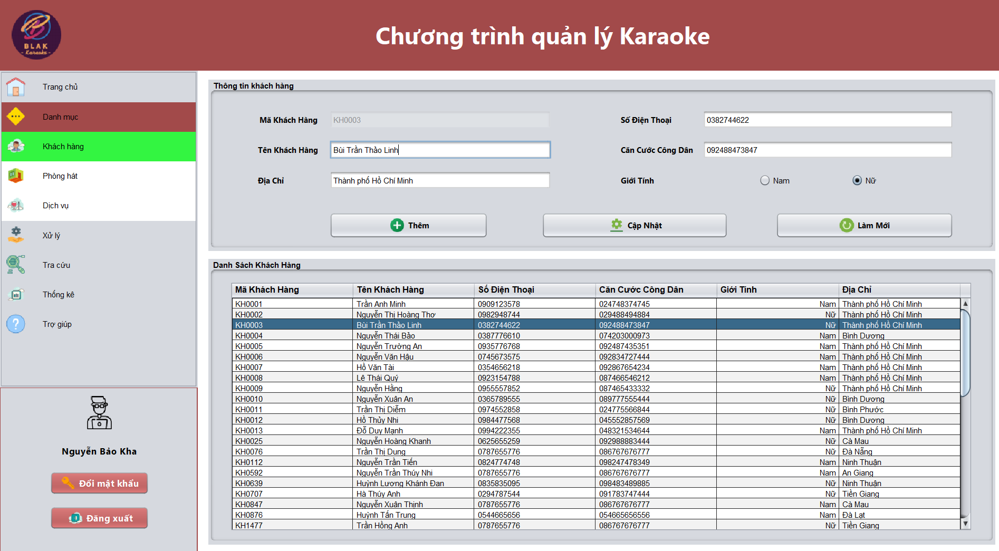 BLAK
- Karaoke -
Chương trình quản lý Karaoke
Trang chủ
Danh mục
Khách hàng
Phòng hát
Dịch vụ
Xử lý
Tra cứu
Thống kê
Trợ giúp
Nguyễn Bảo Kha
Đổi mật khẩu
Đăng xuất
Thông tin khách hàng
Mã Khách Hàng KH0003 Số Điện Thoại 0382744622
Tên Khách Hàng Bùi Trần Thảo Linh Căn Cước Công Dân 092488473847
Địa Chỉ Thành phố Hồ Chí Minh Giới Tính Nam Nữ
Thêm Cập Nhật Làm Mới
Danh Sách Khách Hàng
Mã Khách Hàng Tên Khách Hàng Số Điện Thoại Căn Cước Công Dân Giới Tính Địa Chỉ
KH0001 Trần Anh Minh 0909123578 024748374745 Nam Thành phố Hồ Chí Minh
KH0002 Nguyễn Thị Hoàng Thơ 0982948744 029488494884 Nữ Thành phố Hồ Chí Minh
KH0003 Bùi Trần Thảo Linh 0382744622 092488473847 Nữ Thành phố Hồ Chí Minh
KH0004 Nguyễn Thái Bảo 0387776610 074203000973 Nam Bình Dương
KH0005 Nguyễn Trường An 0935776768 092487435351 Nam Thành phố Hồ Chí Minh
KH0006 Nguyễn Văn Hậu 0745673575 092834727444 Nam Thành phố Hồ Chí Minh
KH0007 Hồ Văn Tài 0354656218 092867654234 Nam Thành phố Hồ Chí Minh
KH0008 Lê Thái Quý 0923154788 087466546212 Nam Thành phố Hồ Chí Minh
KH0009 Nguyễn Hằng 0955557852 087465433332 Nữ Thành phố Hồ Chí Minh
KH0010 Nguyễn Xuân An 0365789555 089777555444 Nữ Bình Dương
KH0011 Trần Thị Diễm 0974552858 024775566844 Nữ Bình Phước
KH0012 Hồ Thủy Nhi 0984477568 045552857569 Nữ Bình Dương
KH0013 Đỗ Duy Mạnh 0994222355 048321534644 Nam Thành phố Hồ Chí Minh
KH0025 Nguyễn Hoàng Khanh 0625655259 092988883444 Nữ Cà Mau
KH0076 Trần Thị Dung 0787655776 086767676777 Nữ Đà Nẵng
KH0112 Nguyễn Trần Tiến 0824774748 098247478349 Nam Ninh Thuận
KH0592 Nguyễn Trần Thúy Nhi 0787655776 086767676777 Nam An Giang
KH0639 Huỳnh Lương Khánh Đan 0835835095 098483489885 Nữ Ninh Thuận
KH0707 Hà Thúy Anh 0294787544 091783747444 Nữ Tiền Giang
KH0847 Nguyễn Xuân Thịnh 0787655776 086767676777 Nam Cà Mau
KH0876 Huỳnh Tấn Trung 0544665656 054665656556 Nam Đà Lạt
KH1477 Trần Hồng Anh 0787655776 086767676777 Nữ Tiền Giang